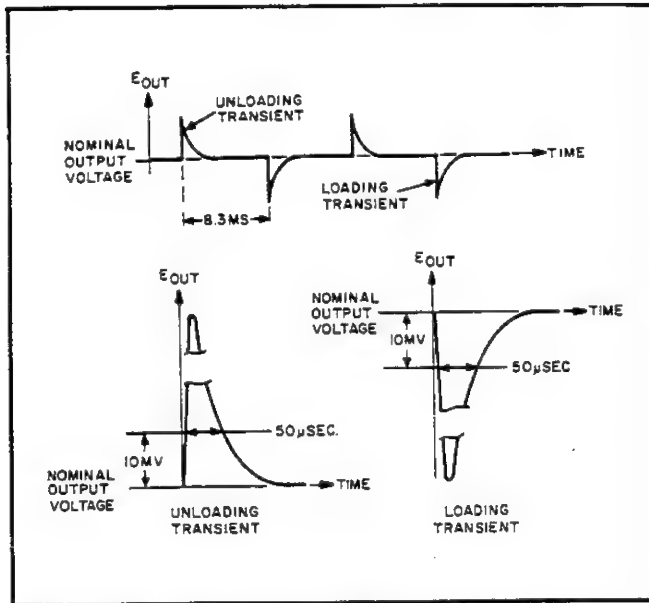 EOUT
UNLOADING
TRANSIENT
NOMINAL
OUTPUT
VOLTAGE
TIME
LOADING
TRANSIENT
8.3MS
EOUT
NOMINAL
OUTPUT
VOLTAGE
10MV
50μSEC.
TIME
UNLOADING
TRANSIENT
EOUT
NOMINAL
OUTPUT
VOLTAGE
TIME
10MV
50μSEC
LOADING
TRANSIENT